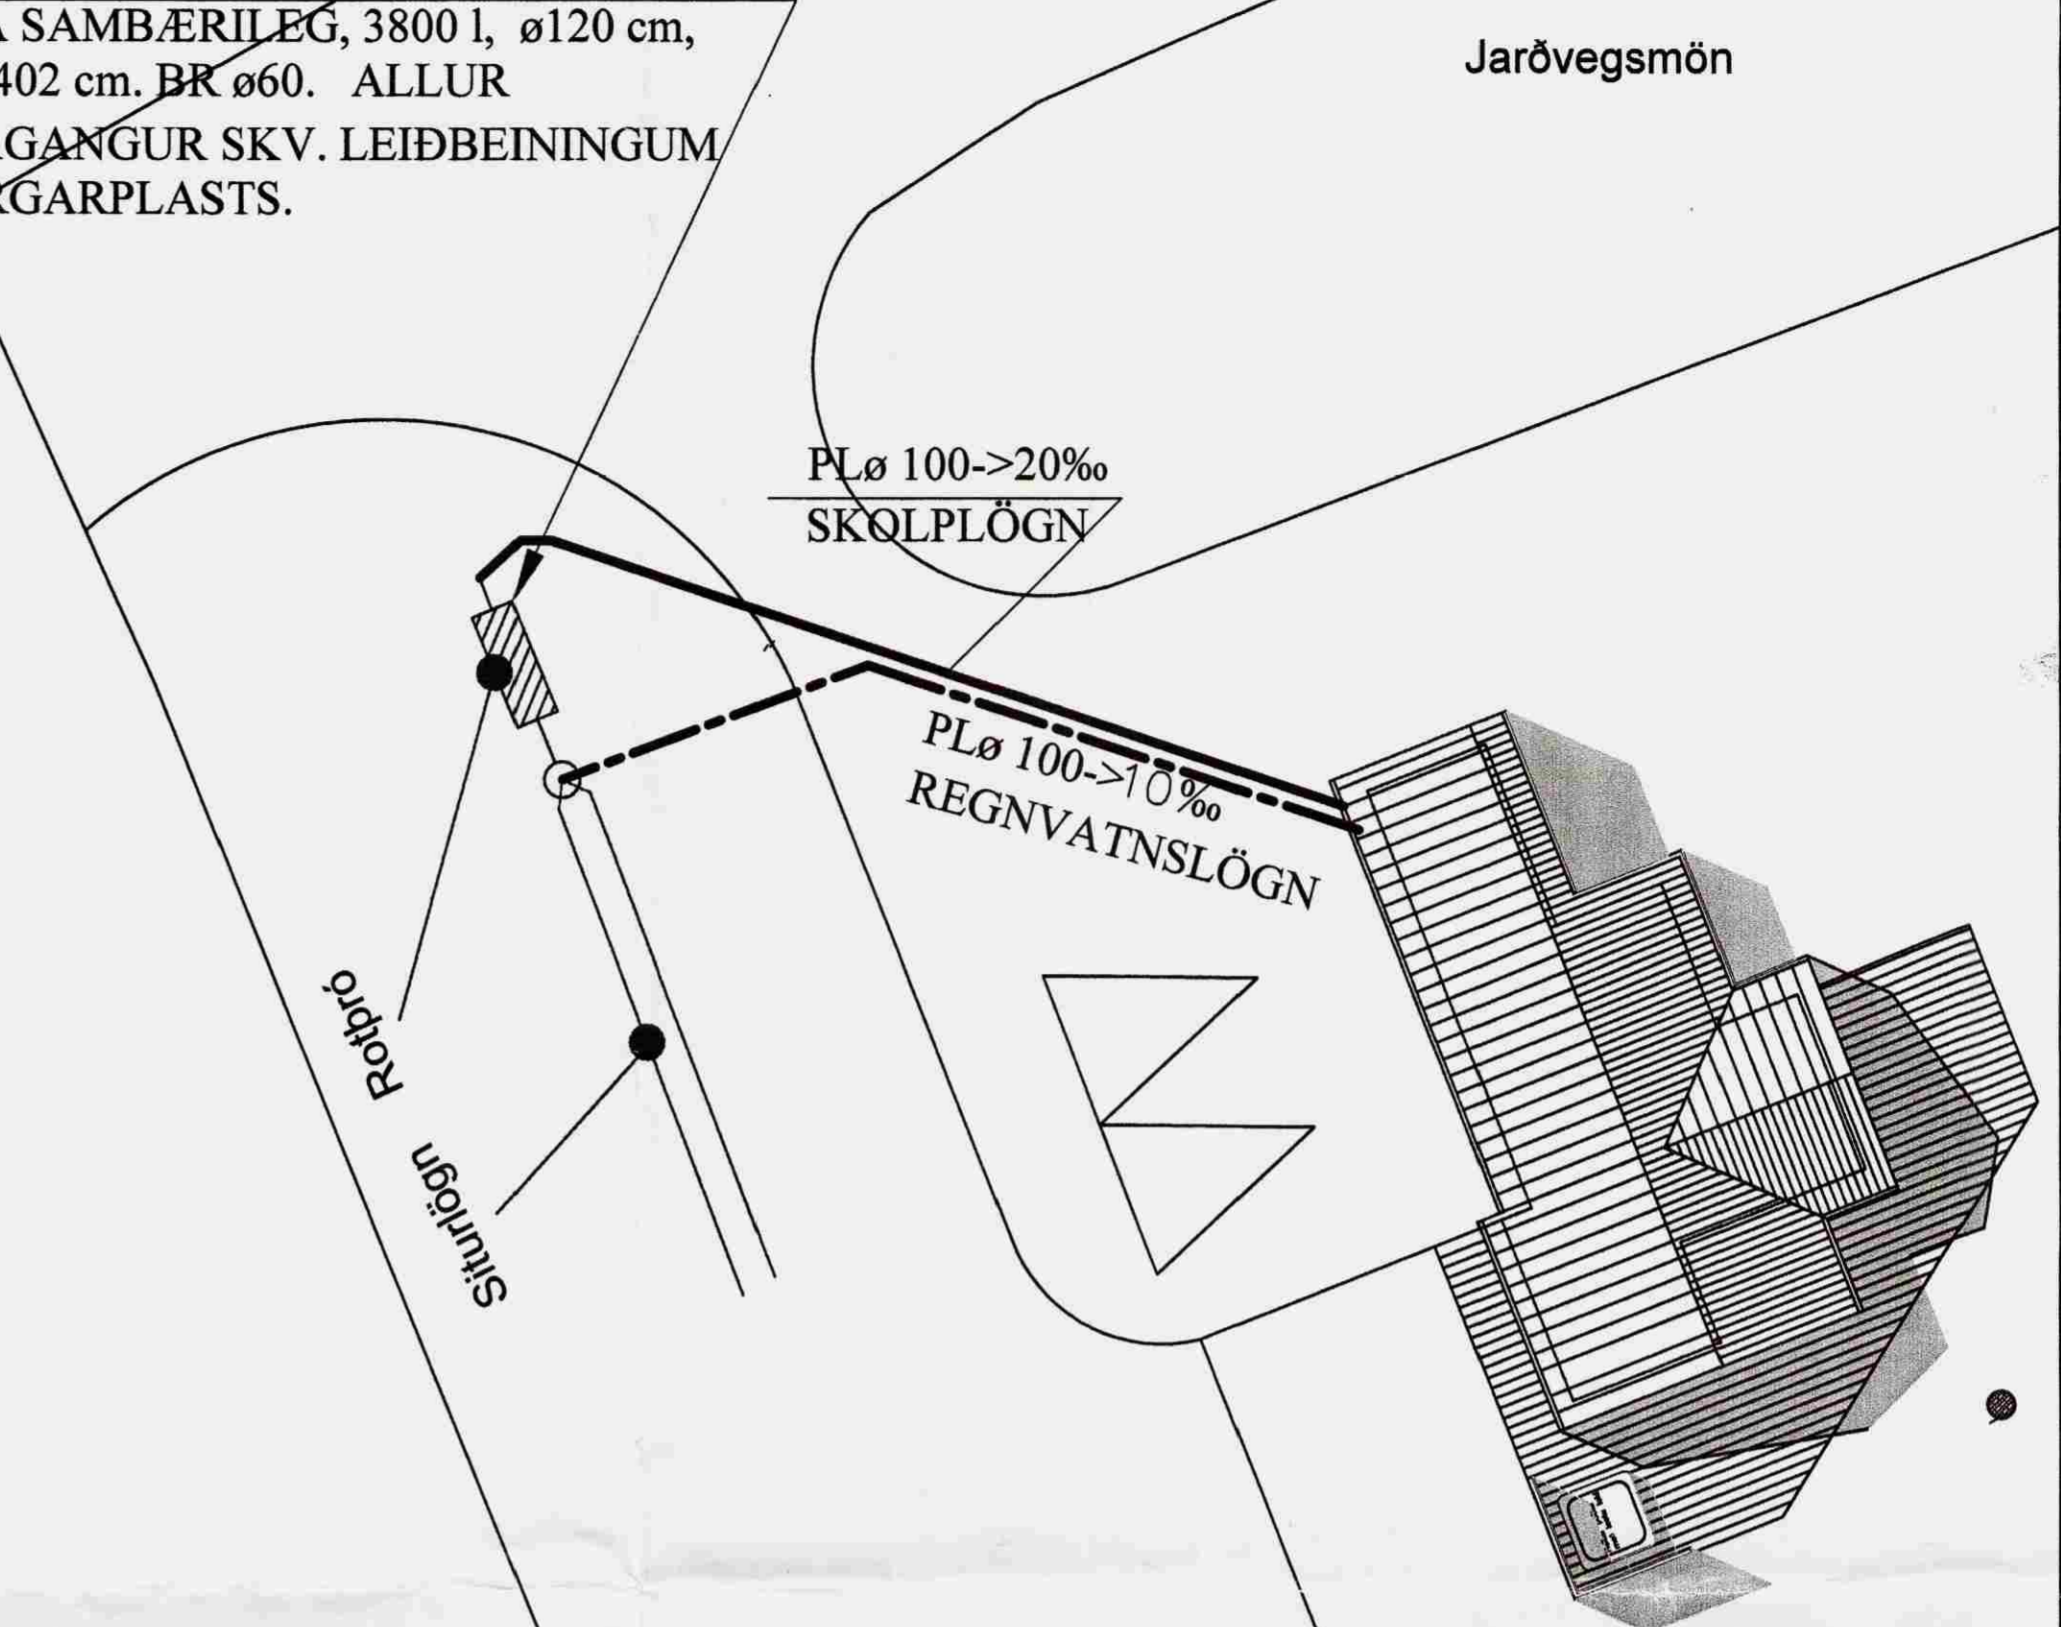 SAMBÆRILEG, 3800 l, ø120 cm,
402 cm. BR ø60. ALLUR
GANGUR SKV. LEIÐBEININGUM
RGARPLASTS.
Jarðvegsmön
PLø 100->20‰
SKOLPLÖGN
PLø 100->10‰
REGNVATNSLÖGN
Rotþró
Siturlögn